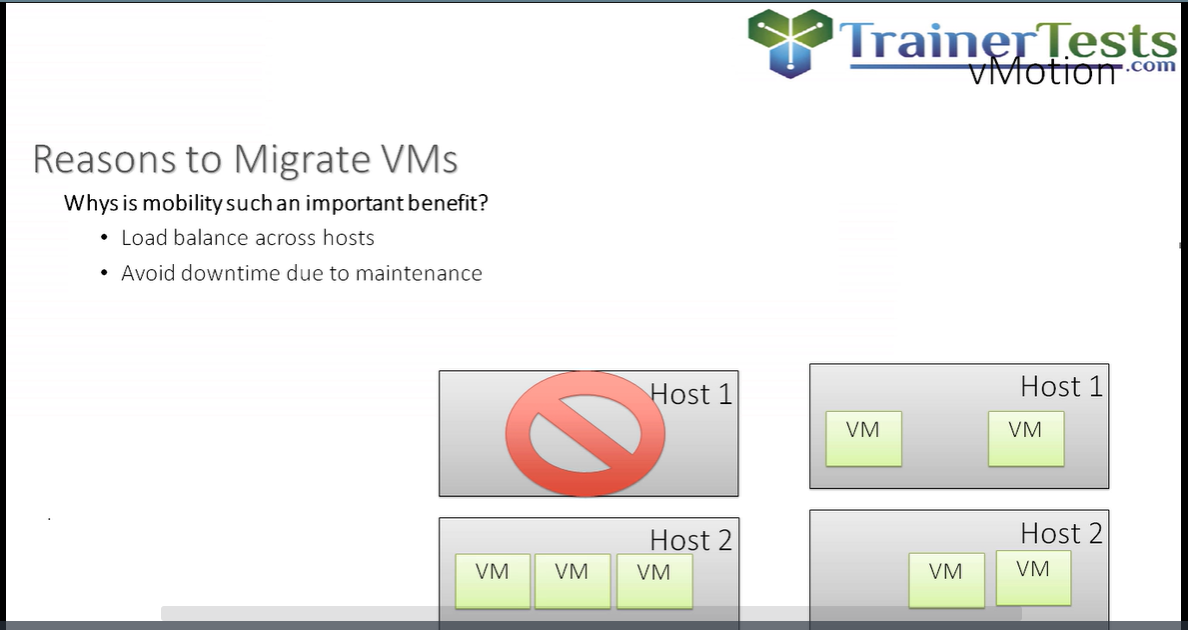 TrainerTests
.com
vMotion
Reasons to Migrate VMs
Whys is mobility such an important benefit?
• Load balance across hosts
• Avoid downtime due to maintenance
Host 1
Host 1
VM
VM
Host 2
VM
VM
VM
Host 2
VM
VM